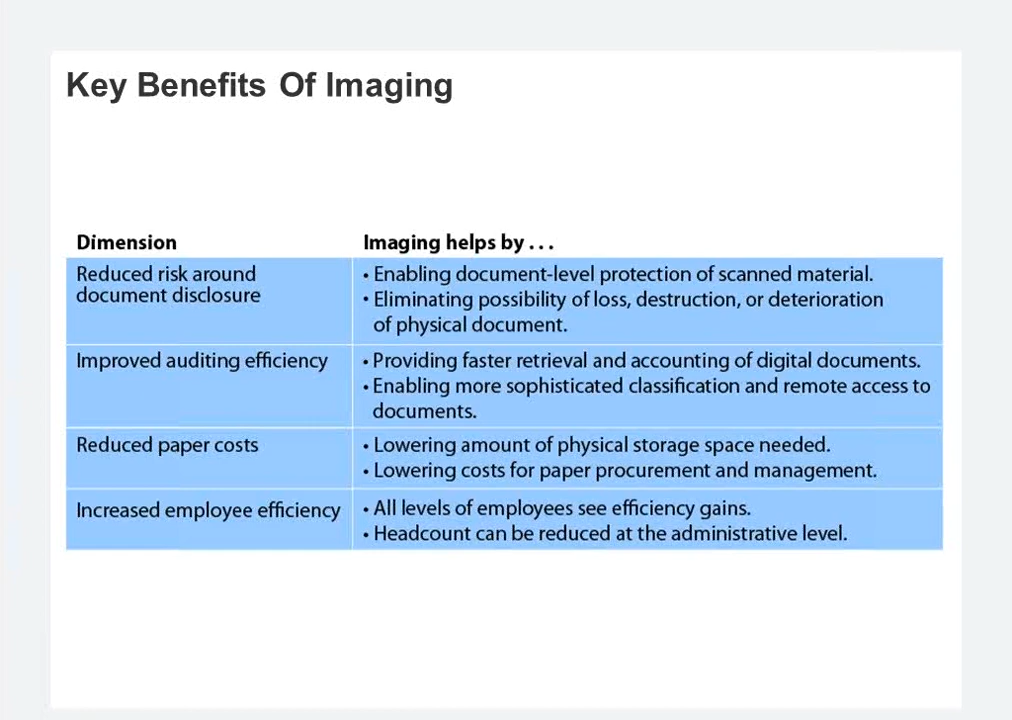 Key Benefits Of Imaging
Dimension
Imaging helps by . . .
Reduced risk around
document disclosure
• Enabling document-level protection of scanned material.
• Eliminating possibility of loss, destruction, or deterioration
of physical document.
Improved auditing efficiency
• Providing faster retrieval and accounting of digital documents.
• Enabling more sophisticated classification and remote access to
documents.
Reduced paper costs
• Lowering amount of physical storage space needed.
• Lowering costs for paper procurement and management.
Increased employee efficiency
• All levels of employees see efficiency gains.
• Headcount can be reduced at the administrative level.